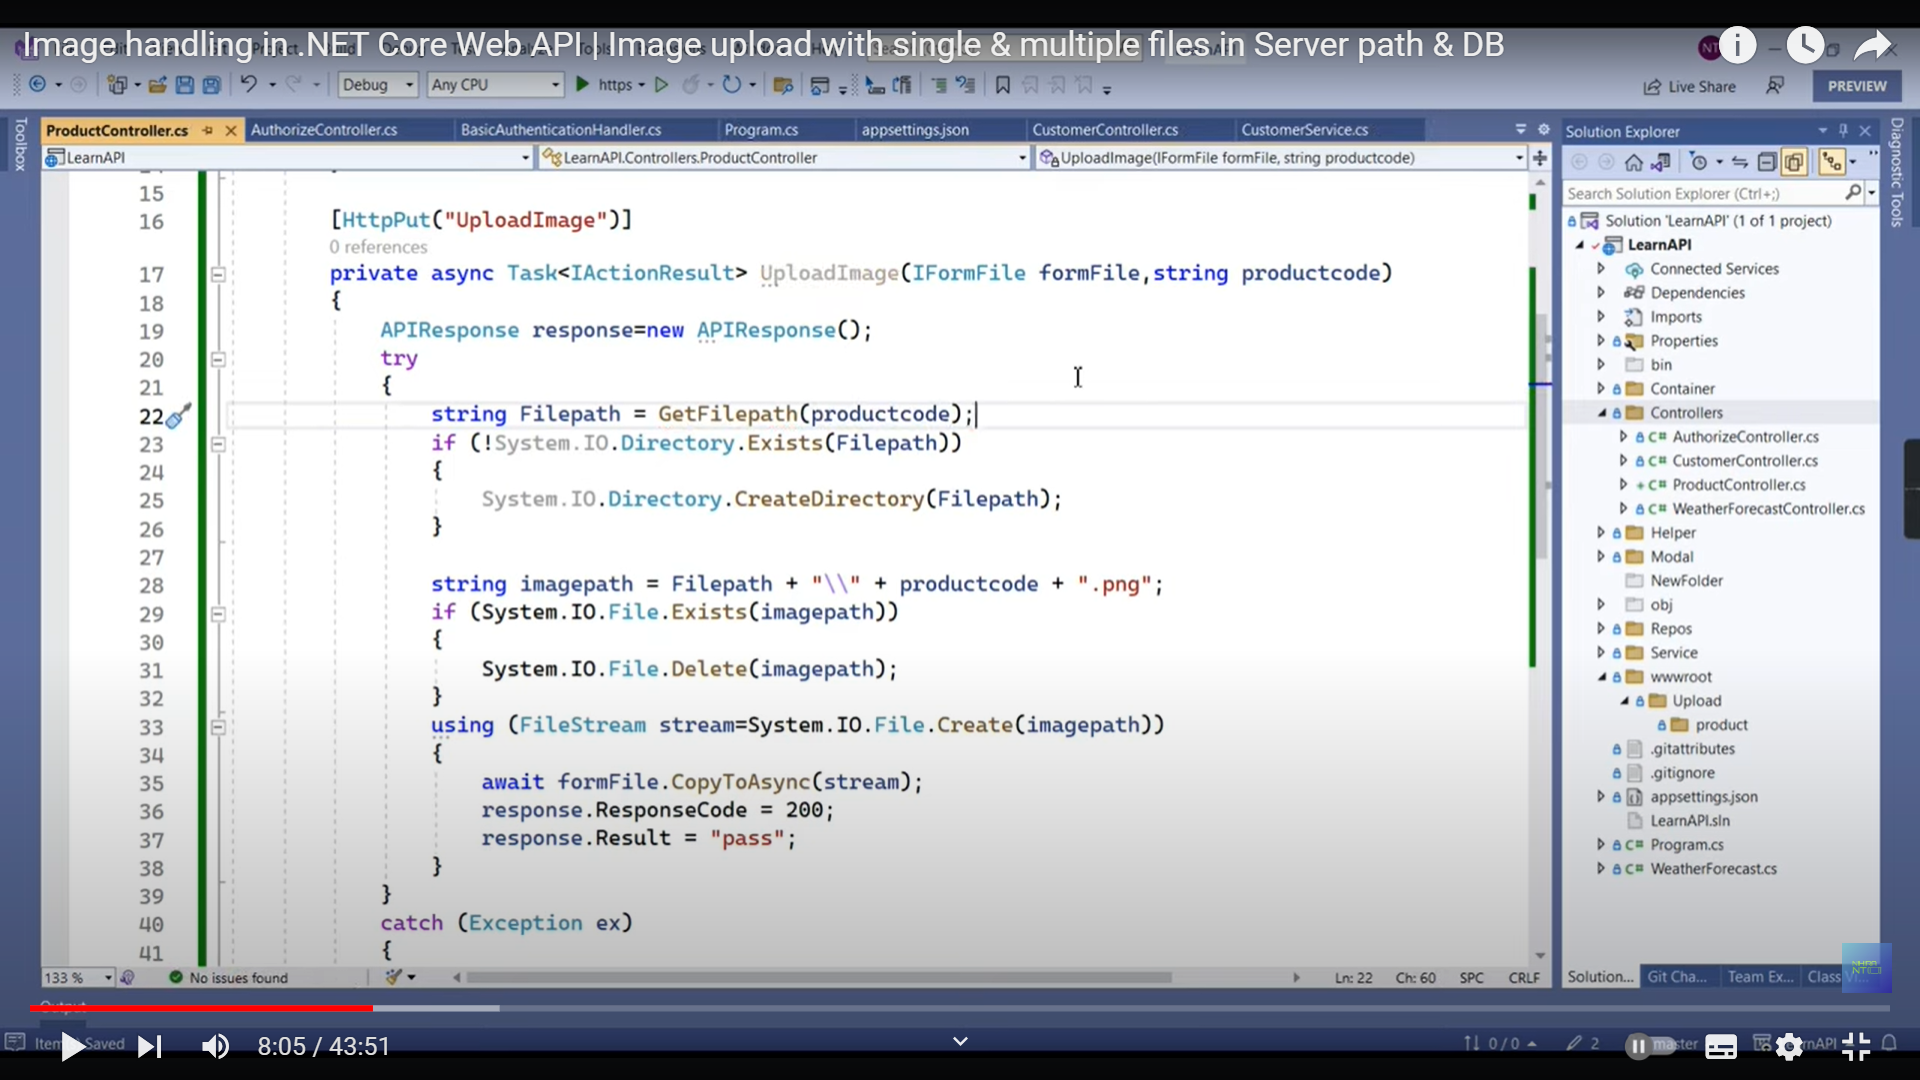 Image handling in .NET Core Web API | Image upload with single & multiple files in Server path & DB
Debug Any CPU https Live Share PREVIEW
Toolbox
ProductController.cs AuthorizeController.cs BasicAuthenticationHandler.cs Program.cs appsettings.json CustomerController.cs CustomerService.cs
LearnAPI LearnAPI.Controllers.ProductController UploadImage(IFormFile formFile, string productcode)
15
16 [HttpPut("UploadImage")]
0 references
17 private async Task<IActionResult> UploadImage(IFormFile formFile,string productcode)
18 {
19 APIResponse response=new APIResponse();
20 try
21 {
22 string Filepath = GetFilepath(productcode);
23 if (!System.IO.Directory.Exists(Filepath))
24 {
25 System.IO.Directory.CreateDirectory(Filepath);
26 }
27
28 string imagepath = Filepath + "\\" + productcode + ".png";
29 if (System.IO.File.Exists(imagepath))
30 {
31 System.IO.File.Delete(imagepath);
32 }
33 using (FileStream stream=System.IO.File.Create(imagepath))
34 {
35 await formFile.CopyToAsync(stream);
36 response.ResponseCode = 200;
37 response.Result = "pass";
38 }
39 }
40 catch (Exception ex)
41 {
133 % No issues found Ln: 22 Ch: 60 SPC CRLF
Solution Explorer
Search Solution Explorer (Ctrl+;)
Solution 'LearnAPI' (1 of 1 project)
LearnAPI
Connected Services
Dependencies
Imports
Properties
bin
Container
Controllers
C# AuthorizeController.cs
C# CustomerController.cs
+ C# ProductController.cs
C# WeatherForecastController.cs
Helper
Modal
NewFolder
obj
Repos
Service
wwwroot
Upload
product
.gitattributes
.gitignore
appsettings.json
LearnAPI.sln
C# Program.cs
C# WeatherForecast.cs
Solution... Git Cha... Team Ex... Class
Diagnostic Tools
Output
Saved 8:05 / 43:51 0 / 0 2 master